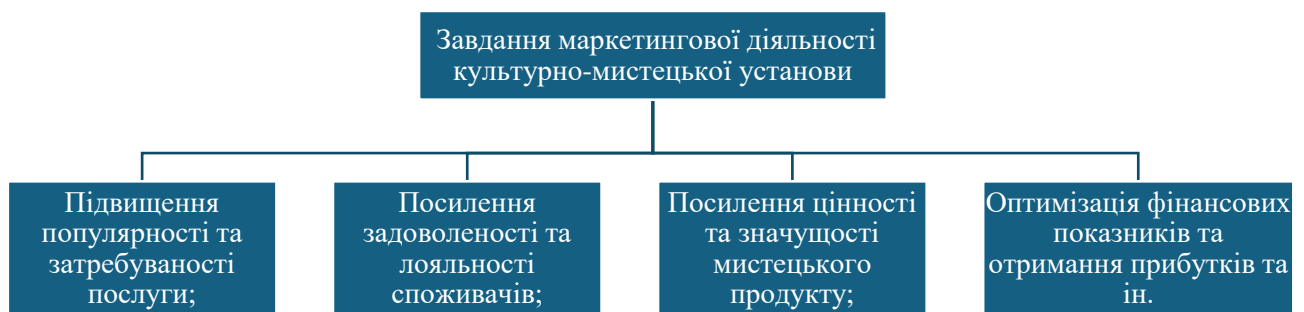 Завдання маркетингової діяльності
культурно-мистецької установи
Підвищення
популярності та
затребуваності
послуги;
Посилення
задоволеності та
лояльності
споживачів;
Посилення цінності
та значущості
мистецького
продукту;
Оптимізація фінансових
показників та
отримання прибутків та
ін.